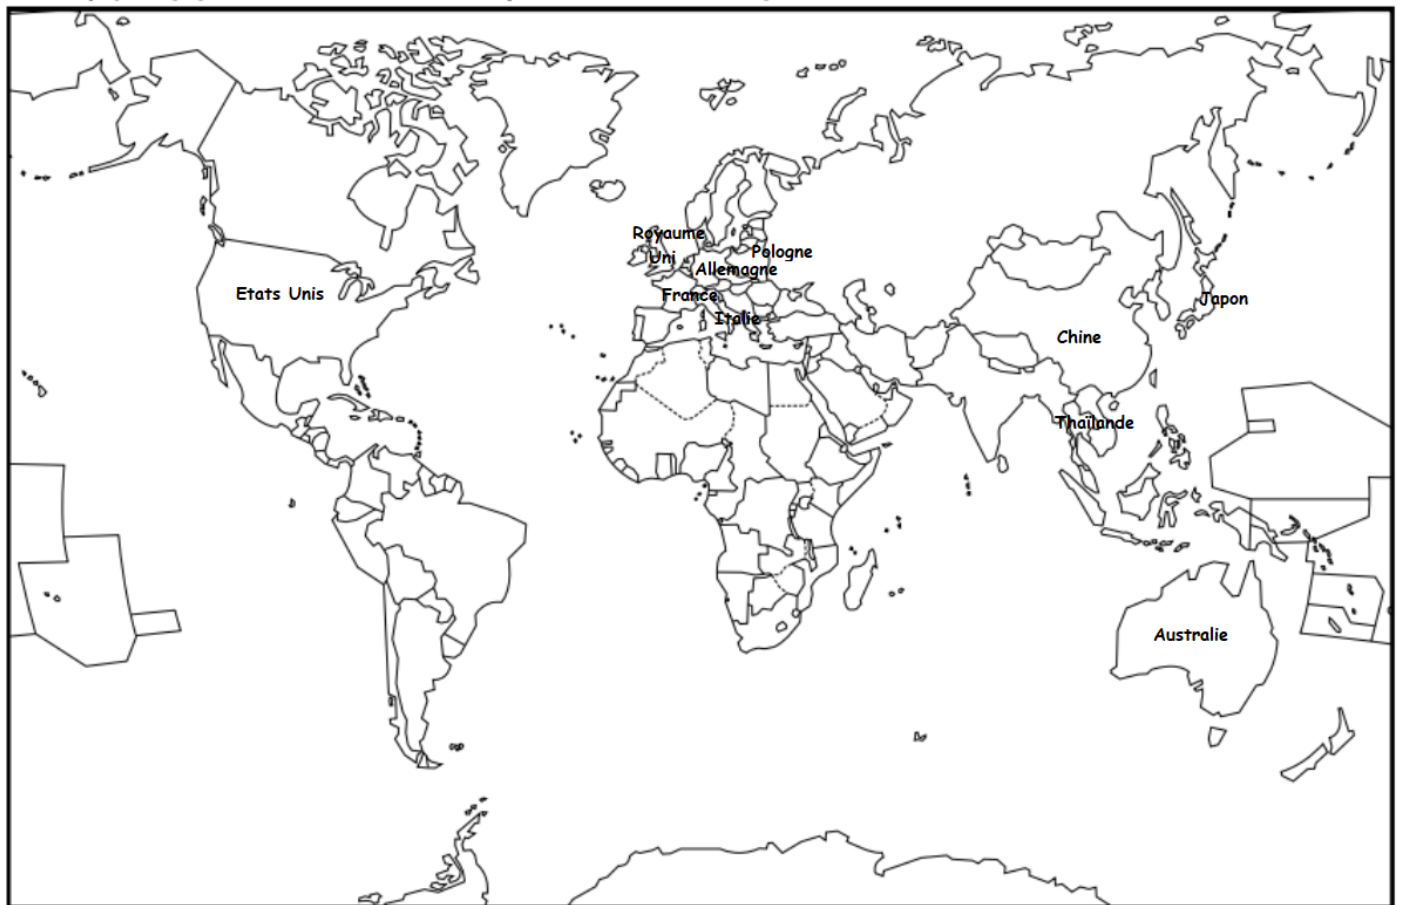 Royaume
Uni
Pologne
Allemagne
Etats Unis
France
Japon
Italie
Chine
Thaïlande
Australie